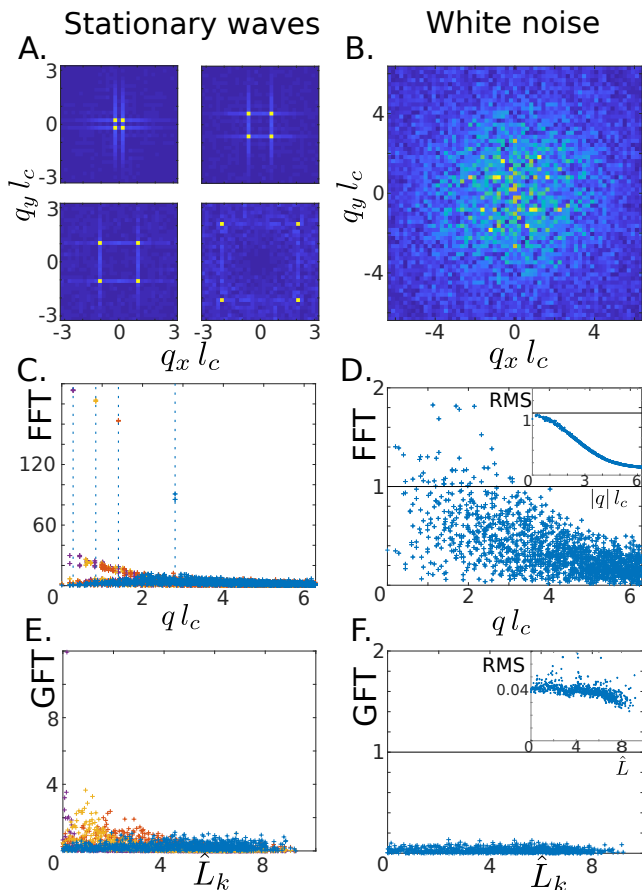 Stationary waves
White noise
A.
3
0
-3
3
0
-3
-3 0 3
-3 0 3
q_y l_c
q_x l_c
B.
4
0
-4
-4 0 4
q_y l_c
q_x l_c
C.
FFT
120
60
0
0 2 4 6
q l_c
D.
FFT
2
1
0
0 2 4 6
q l_c
RMS
1
0 3 6
|q| l_c
E.
GFT
8
4
0
0 4 8
L̂_k
F.
GFT
2
1
0
0 4 8
L̂_k
RMS
0.04
0 4 8
L̂